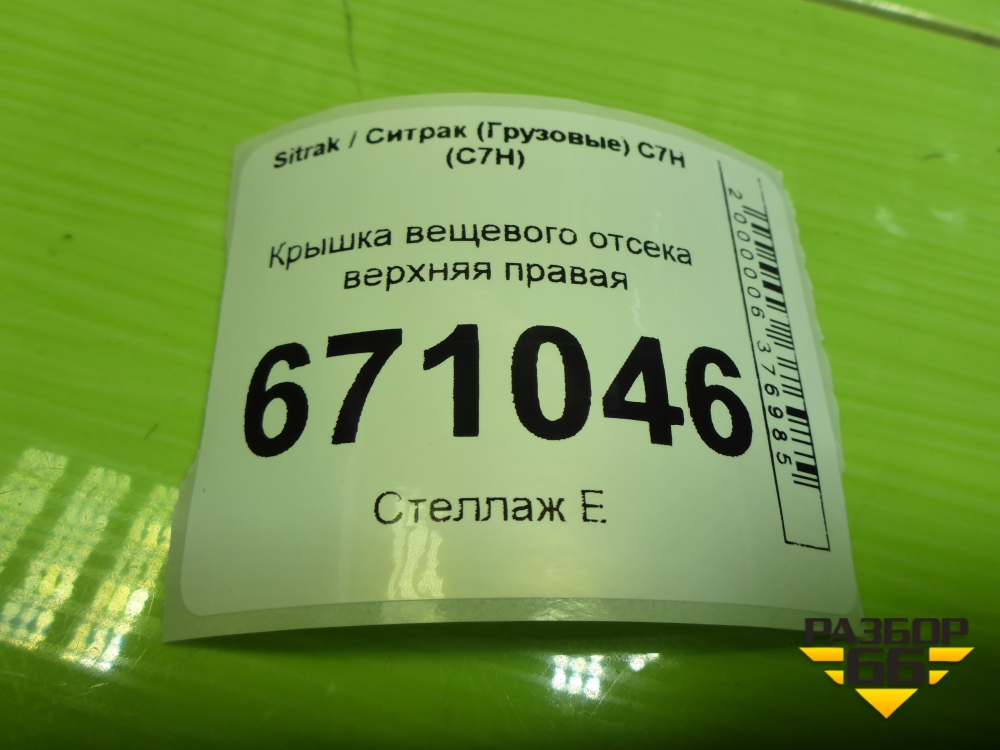 Sitrak / Ситрак (Грузовые) C7H
(C7H)
Крышка вещевого отсека
верхняя правая
671046
Стеллаж Е
2000006376985
РАЗБОР
66